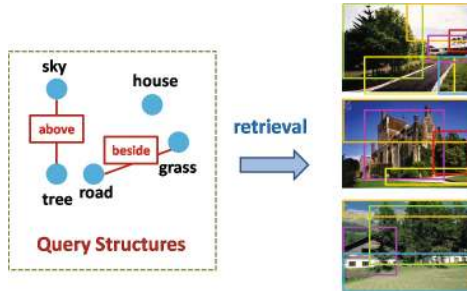 sky
house
above
beside
retrieval
grass
tree
road
Query Structures